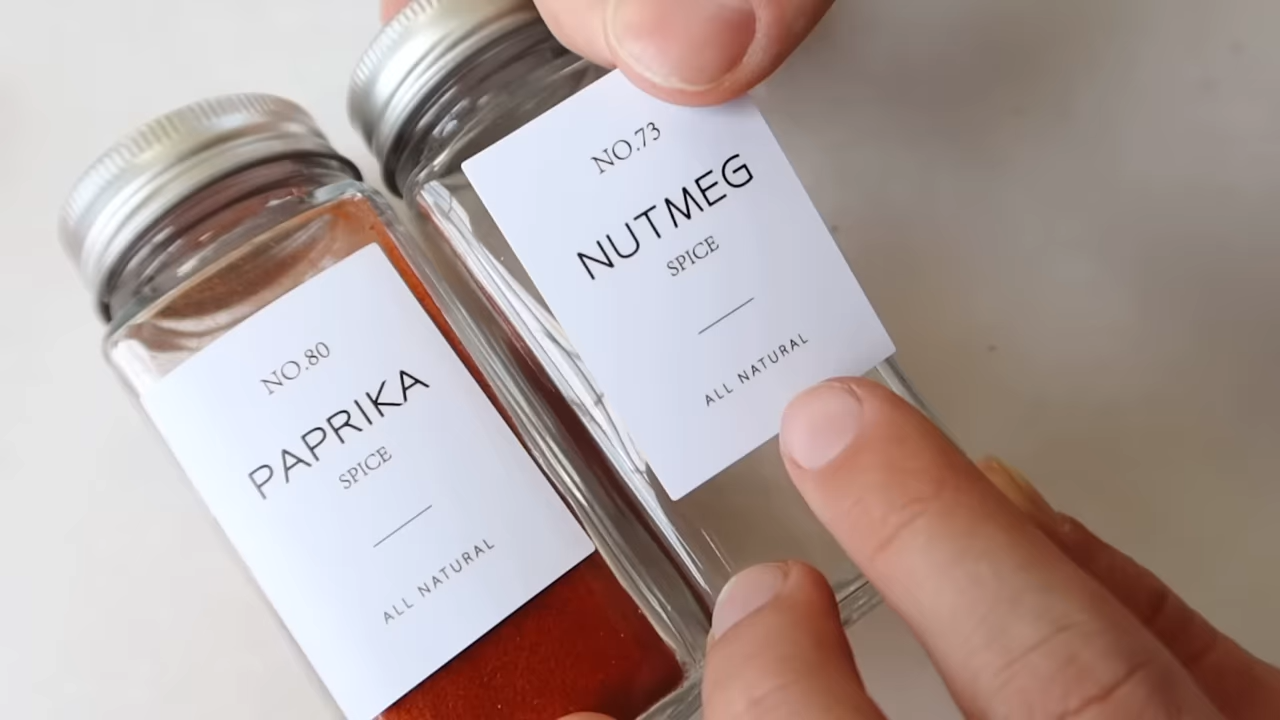 NO.80
PAPRIKA
SPICE
ALL NATURAL
NO.73
NUTMEG
SPICE
ALL NATURAL